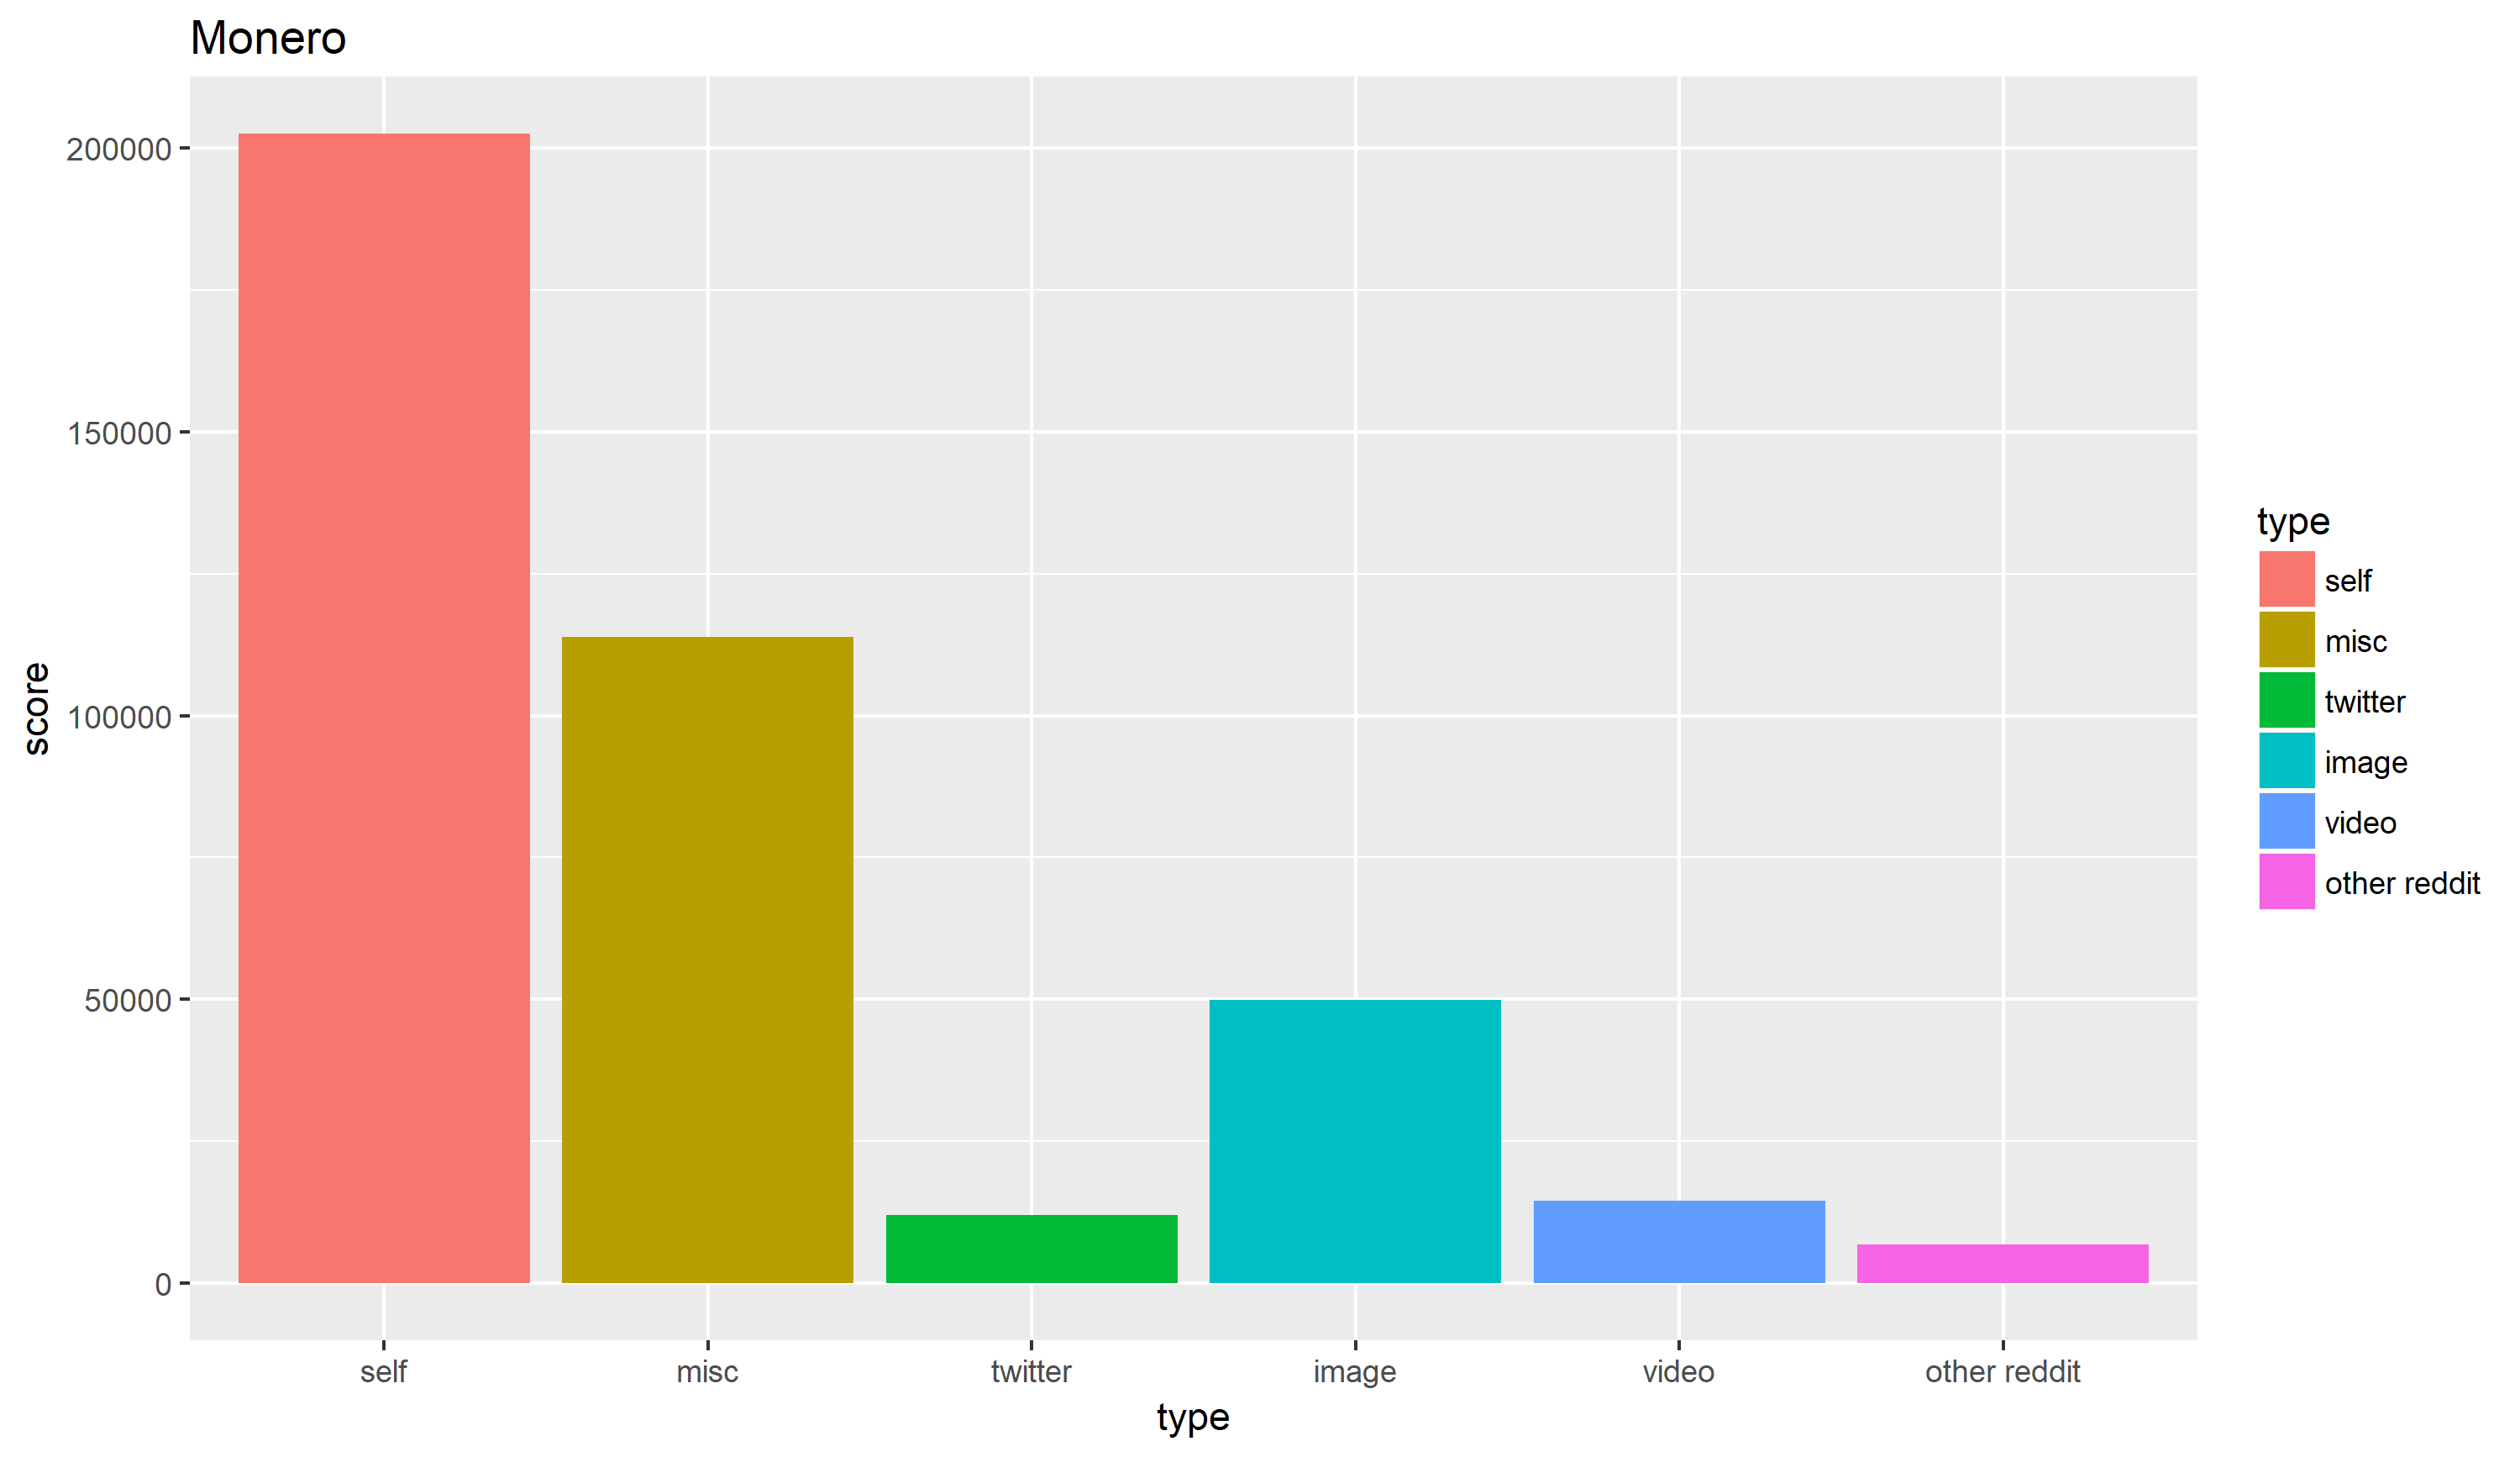 Monero
score
200000
150000
100000
50000
0
self
misc
twitter
image
video
other reddit
type
type
self
misc
twitter
image
video
other reddit